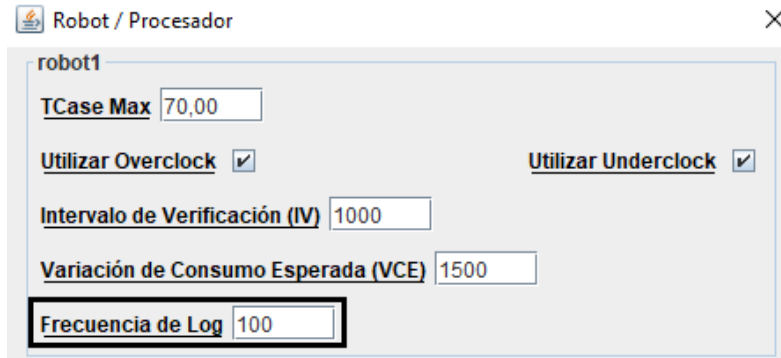 Robot / Procesador
robot1
TCase Max 70,00
Utilizar Overclock Utilizar Underclock
Intervalo de Verificación (IV) 1000
Variación de Consumo Esperada (VCE) 1500
Frecuencia de Log 100